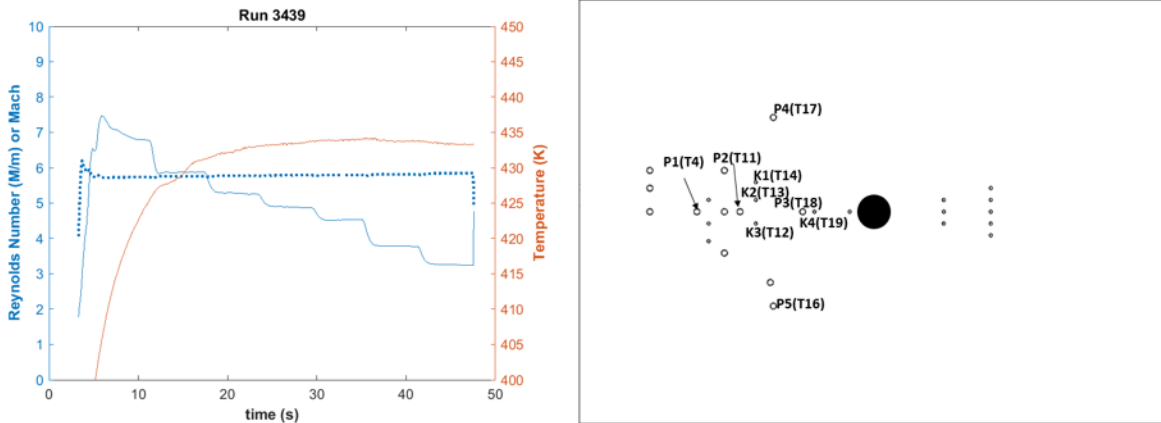 Run 3439
Reynolds Number (M/m) or Mach
10
9
8
7
6
5
4
3
2
1
0
0
10
20
30
40
50
time (s)
450
445
440
435
430
425
420
415
410
405
400
Temperature (K)
P4(T17)
P1(T4)
P2(T11)
K1(T14)
K2(T13)
P3(T18)
K3(T12)
K4(T19)
P5(T16)